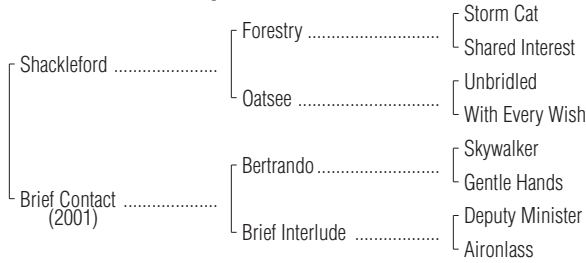 Storm Cat
Forestry ..........................
Shared Interest
Shackleford .....................
Unbridled
Oatsee ............................
With Every Wish
Skywalker
Bertrando ........................
Gentle Hands
Brief Contact ...................
(2001)
Deputy Minister
Brief Interlude .................
Aironlass